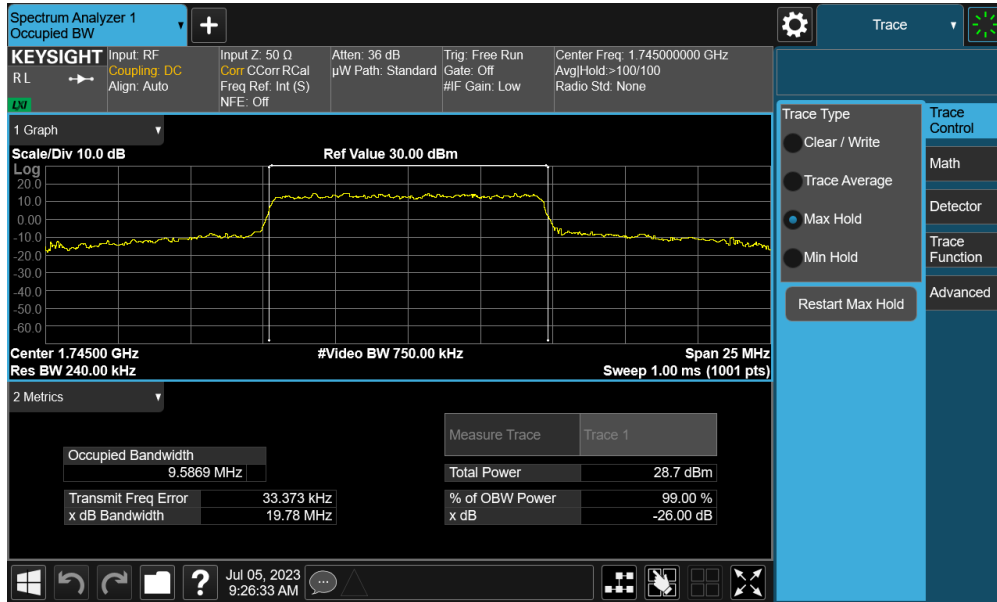 Spectrum Analyzer 1
Occupied BW
Trace
KEYSIGHT
R L
LXI
Input: RF
Coupling: DC
Align: Auto
Input Z: 50 Ω
Corr CCorr RCal
Freq Ref: Int (S)
NFE: Off
Atten: 36 dB
µW Path: Standard
Trig: Free Run
Gate: Off
#IF Gain: Low
Center Freq: 1.745000000 GHz
Avg|Hold:>100/100
Radio Std: None
1 Graph
Scale/Div 10.0 dB
Ref Value 30.00 dBm
Log
20.0
10.0
0.00
-10.0
-20.0
-30.0
-40.0
-50.0
-60.0
Center 1.74500 GHz
#Video BW 750.00 kHz
Span 25 MHz
Res BW 240.00 kHz
Sweep 1.00 ms (1001 pts)
2 Metrics
Measure Trace
Trace 1
Occupied Bandwidth
9.5869 MHz
Total Power
28.7 dBm
Transmit Freq Error
33.373 kHz
% of OBW Power
99.00 %
x dB Bandwidth
19.78 MHz
x dB
-26.00 dB
Trace Type
Clear / Write
Trace Average
Max Hold
Min Hold
Restart Max Hold
Trace
Control
Math
Detector
Trace
Function
Advanced
?
Jul 05, 2023
9:26:33 AM